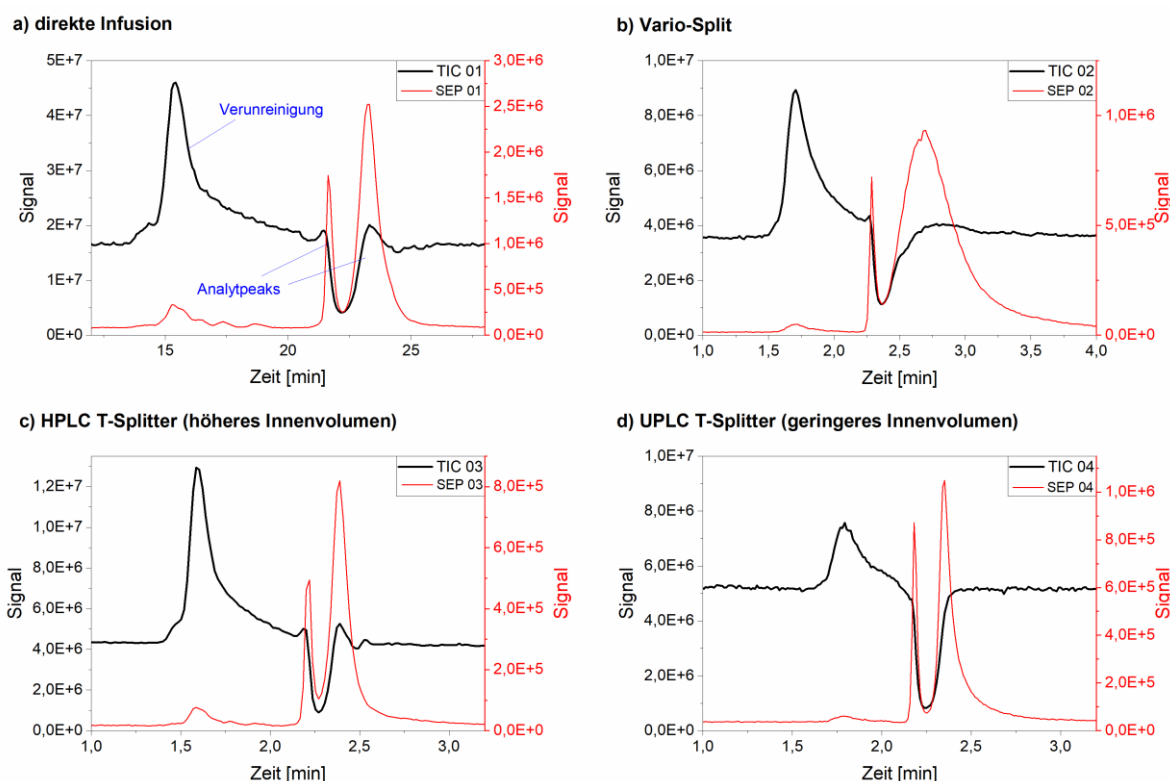 a) direkte Infusion
5E+7
4E+7
3E+7
2E+7
1E+7
0E+0
Signal
15
20
25
Zeit [min]
3,0E+6
2,5E+6
2,0E+6
1,5E+6
1,0E+6
5,0E+5
0,0E+0
Signal
TIC 01
SEP 01
Verunreinigung
Analytpeaks
b) Vario-Split
1,0E+7
8,0E+6
6,0E+6
4,0E+6
2,0E+6
0,0E+0
Signal
1,0
1,5
2,0
2,5
3,0
3,5
4,0
Zeit [min]
1,0E+6
5,0E+5
0,0E+0
Signal
TIC 02
SEP 02
c) HPLC T-Splitter (höheres Innenvolumen)
1,2E+7
1,0E+7
8,0E+6
6,0E+6
4,0E+6
2,0E+6
0,0E+0
Signal
1,0
1,5
2,0
2,5
3,0
Zeit [min]
8,0E+5
6,0E+5
4,0E+5
2,0E+5
0,0E+0
Signal
TIC 03
SEP 03
d) UPLC T-Splitter (geringeres Innenvolumen)
1,0E+7
8,0E+6
6,0E+6
4,0E+6
2,0E+6
0,0E+0
Signal
1,0
1,5
2,0
2,5
3,0
Zeit [min]
1,0E+6
8,0E+5
6,0E+5
4,0E+5
2,0E+5
0,0E+0
Signal
TIC 04
SEP 04